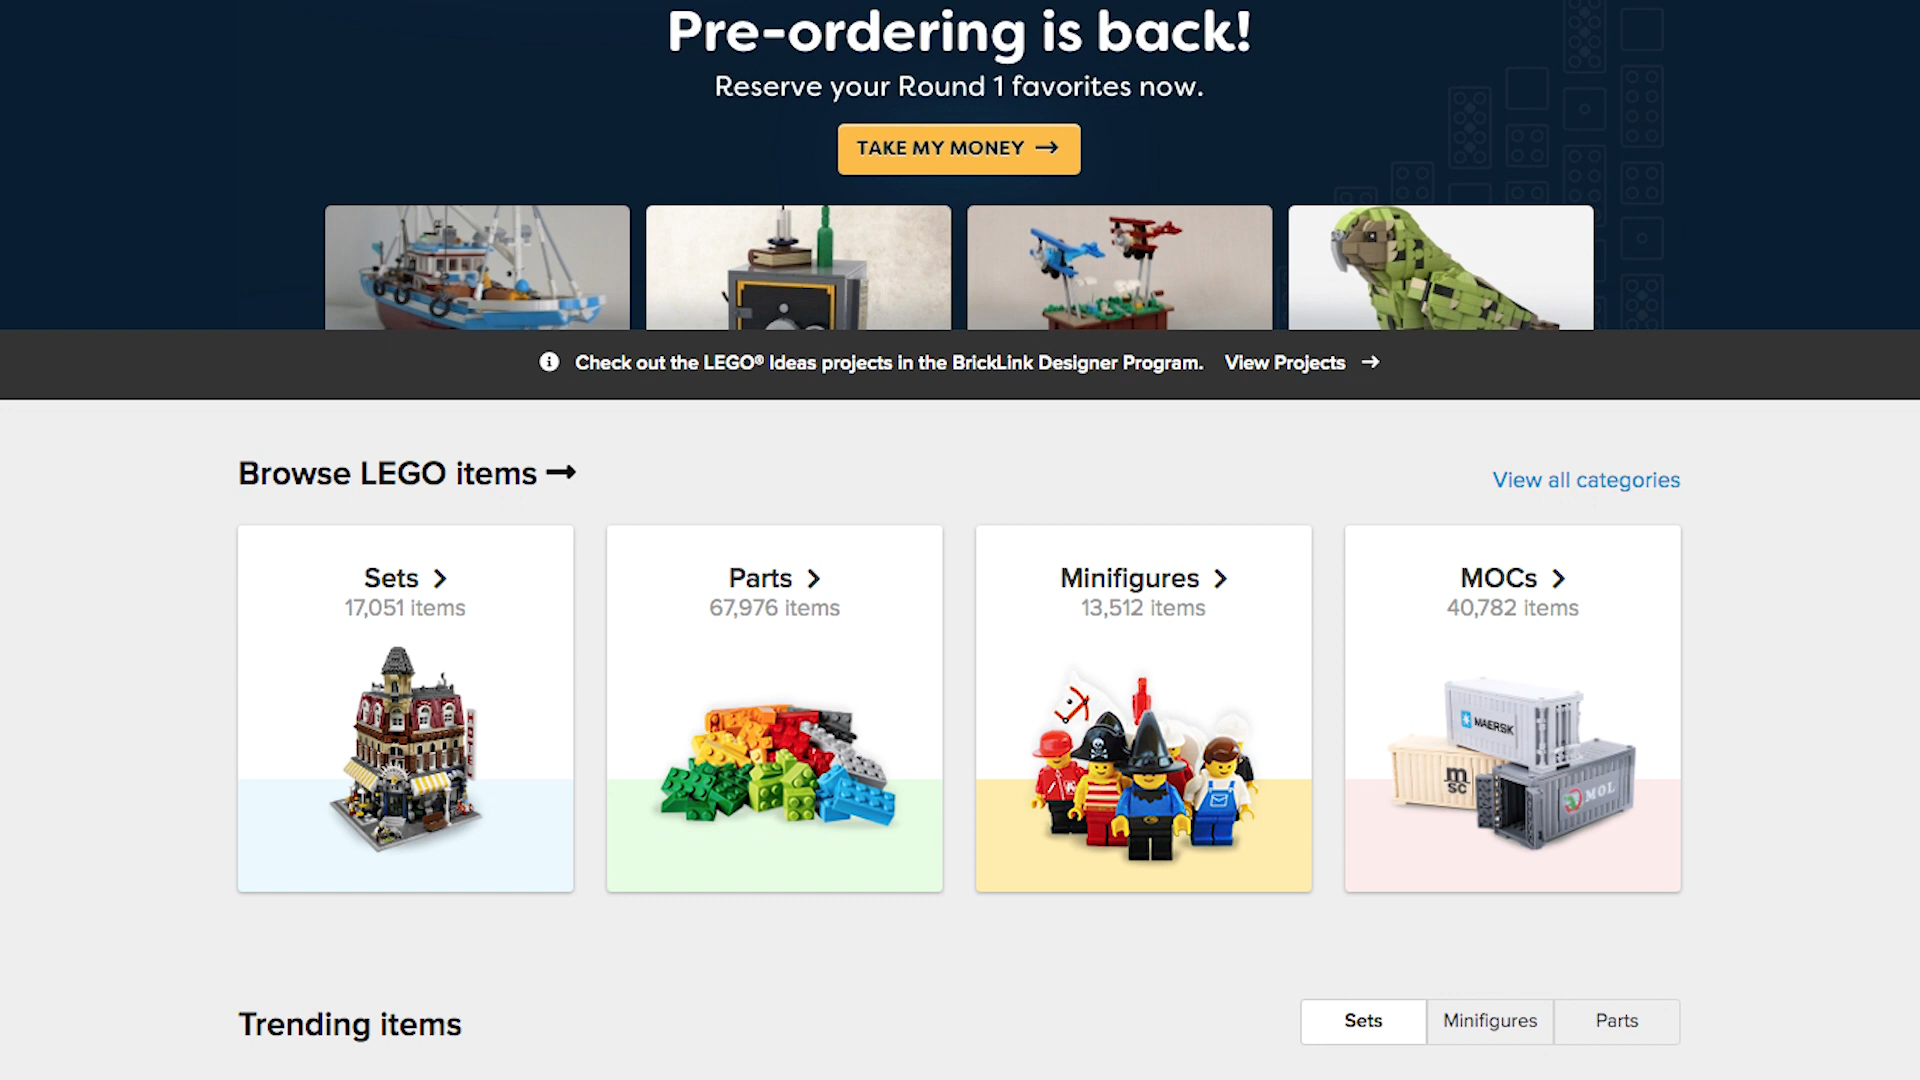 Pre-ordering is back!
Reserve your Round 1 favorites now.
TAKE MY MONEY →
Check out the LEGO® Ideas projects in the BrickLink Designer Program. View Projects →
Browse LEGO items →
View all categories
Sets >
17,051 items
Parts >
67,976 items
Minifigures >
13,512 items
MOCs >
40,782 items
HOTEL
MAERSK
m
SC
MOL
Trending items
Sets
Minifigures
Parts